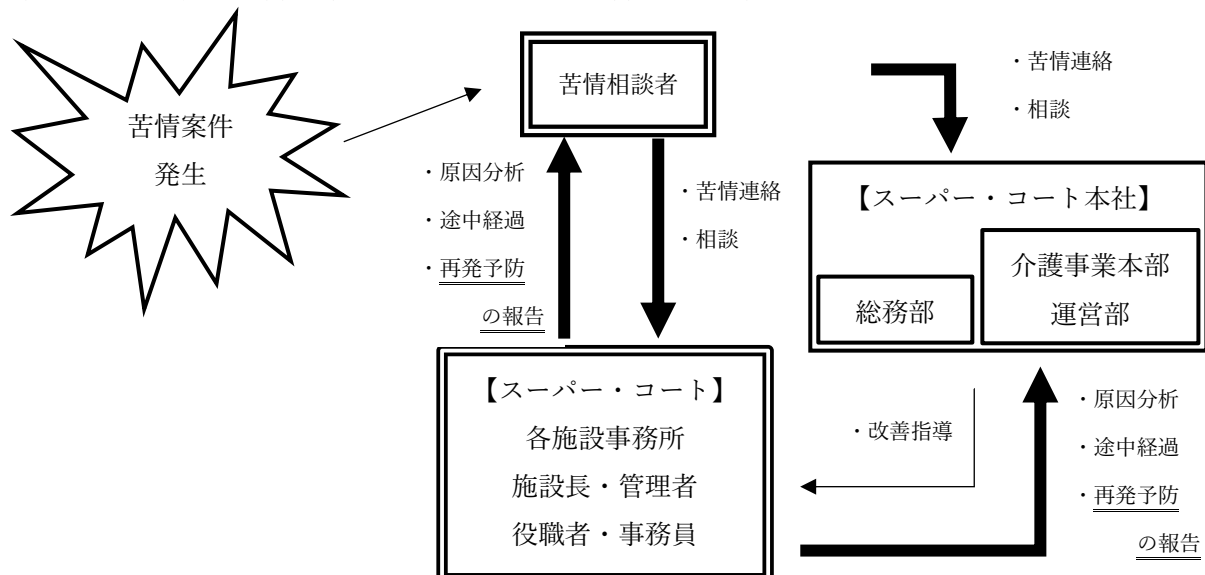 苦情案件
発生
苦情相談者
・苦情連絡
・相談
・原因分析
・途中経過
・再発予防
の報告
・苦情連絡
・相談
【スーパー・コート本社】
総務部
介護事業本部
運営部
【スーパー・コート】
各施設事務所
施設長・管理者
役職者・事務員
・改善指導
・原因分析
・途中経過
・再発予防
の報告